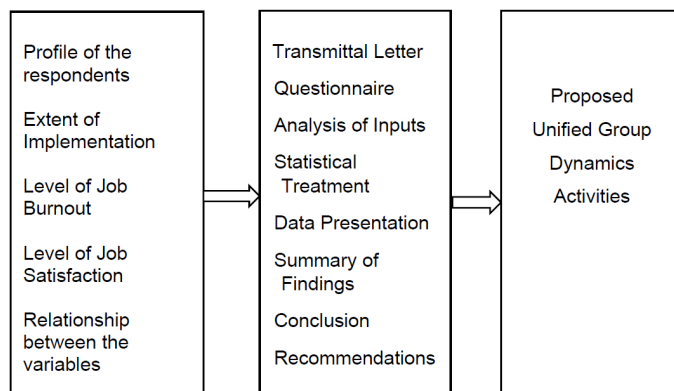 Profile of the
respondents
Extent of
Implementation
Level of Job
Burnout
Level of Job
Satisfaction
Relationship
between the
variables
Transmittal Letter
Questionnaire
Analysis of Inputs
Statistical
Treatment
Data Presentation
Summary of
Findings
Conclusion
Recommendations
Proposed
Unified Group
Dynamics
Activities